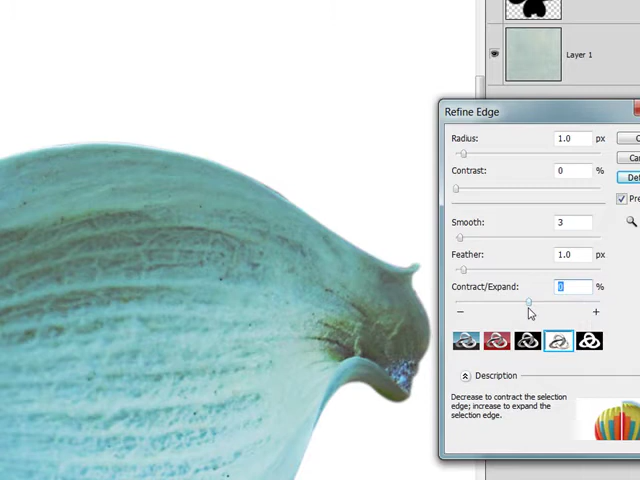 Layer 1
Refine Edge
Radius: 1.0 px
Contrast: 0 %
Smooth: 3
Feather: 1.0 px
Contract/Expand: 0 %
Description
Decrease to contract the selection
edge; increase to expand the
selection edge.